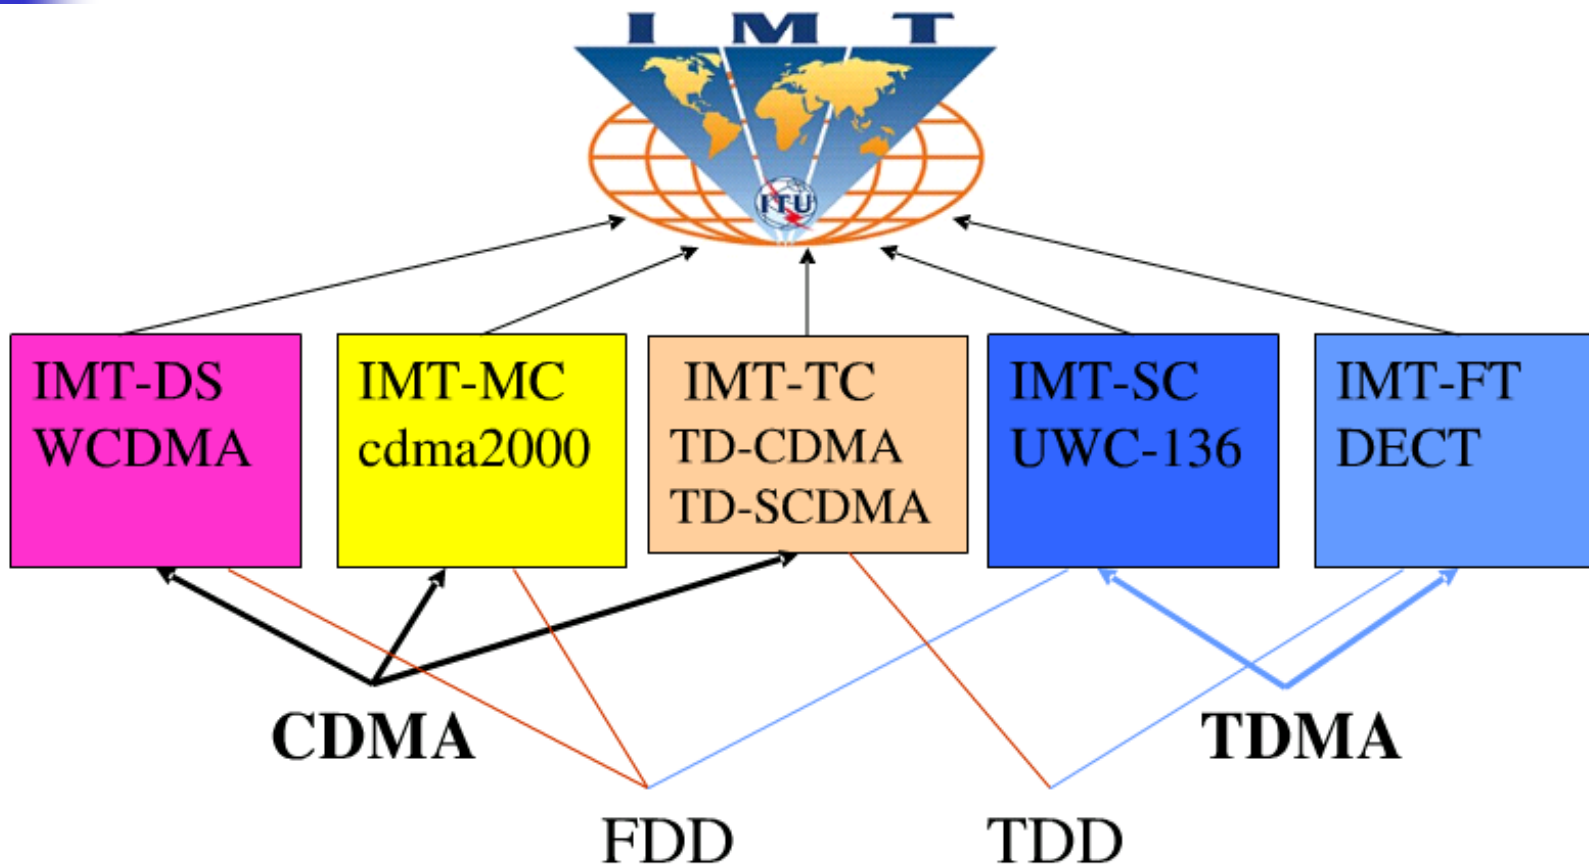 IMT
ITU
IMT-DS
WCDMA
IMT-MC
cdma2000
IMT-TC
TD-CDMA
TD-SCDMA
IMT-SC
UWC-136
IMT-FT
DECT
CDMA
TDMA
FDD
TDD